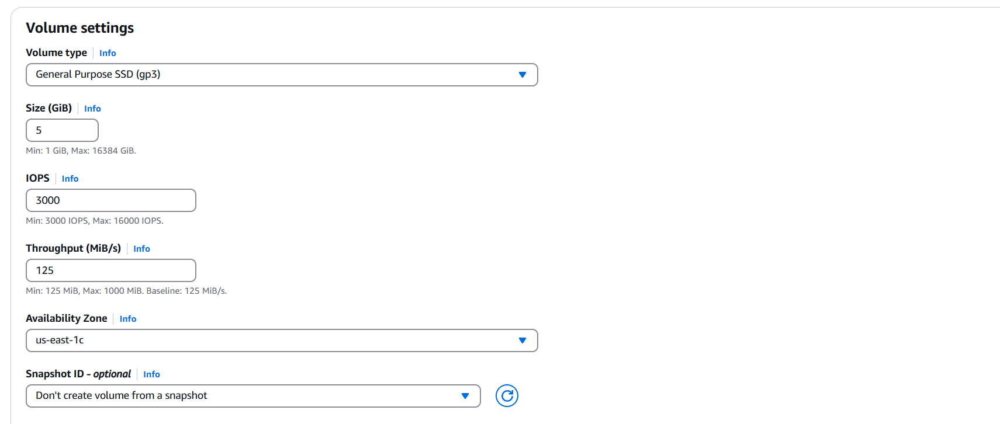 Volume settings
Volume type Info
General Purpose SSD (gp3)
Size (GiB) Info
5
Min: 1 GiB, Max: 16384 GiB.
IOPS Info
3000
Min: 3000 IOPS, Max: 16000 IOPS.
Throughput (MiB/s) Info
125
Min: 125 MiB, Max: 1000 MiB. Baseline: 125 MiB/s.
Availability Zone Info
us-east-1c
Snapshot ID - optional Info
Don't create volume from a snapshot